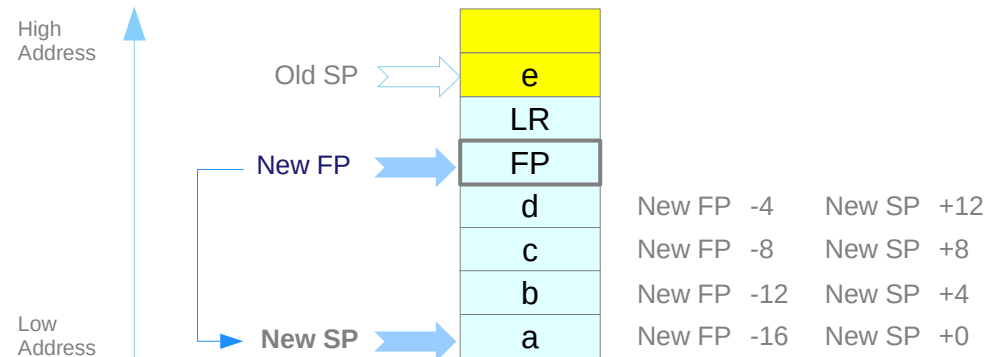 High
Address
Old SP
e
LR
New FP
FP
d
New FP -4
New SP +12
c
New FP -8
New SP +8
b
New FP -12
New SP +4
Low
Address
New SP
a
New FP -16
New SP +0